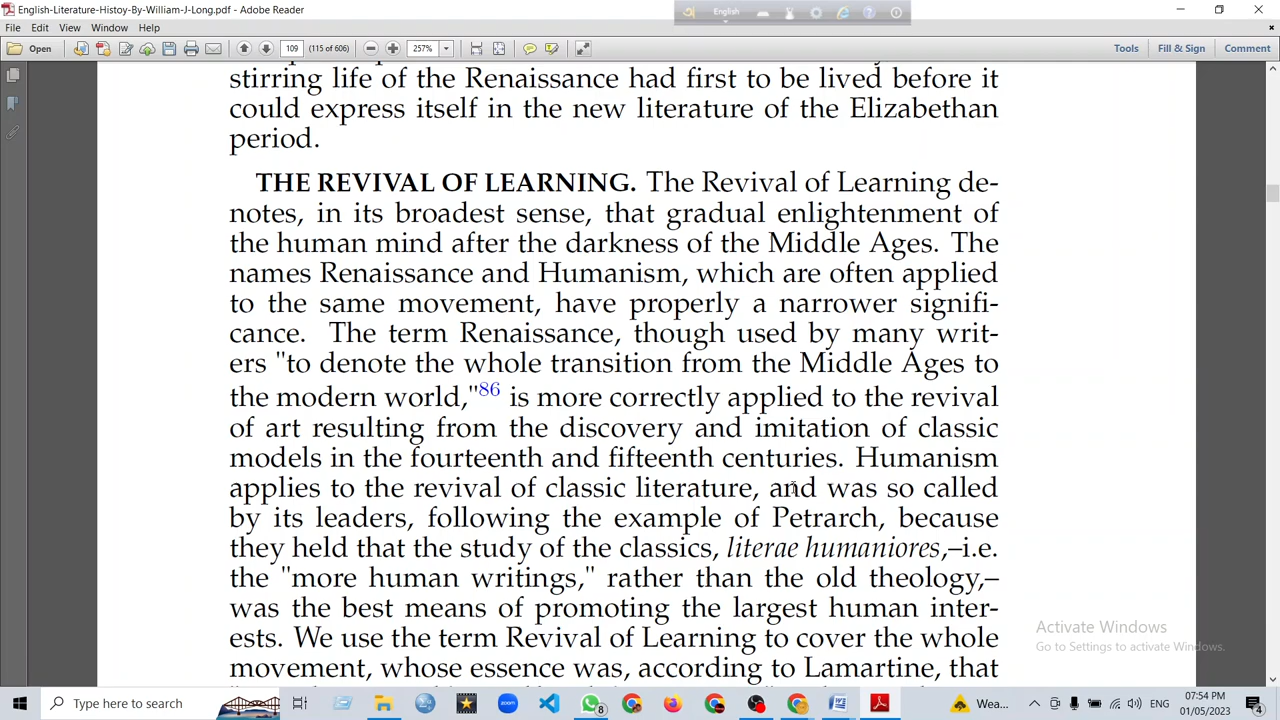 English-Literature-Histoy-By-William-J-Long.pdf - Adobe Reader
English
File Edit View Window Help
Open 109 (115 of 606) 257% Tools Fill & Sign Comment
stirring life of the Renaissance had first to be lived before it
could express itself in the new literature of the Elizabethan
period.
THE REVIVAL OF LEARNING. The Revival of Learning de-
notes, in its broadest sense, that gradual enlightenment of
the human mind after the darkness of the Middle Ages. The
names Renaissance and Humanism, which are often applied
to the same movement, have properly a narrower signifi-
cance. The term Renaissance, though used by many writ-
ers "to denote the whole transition from the Middle Ages to
the modern world,"86 is more correctly applied to the revival
of art resulting from the discovery and imitation of classic
models in the fourteenth and fifteenth centuries. Humanism
applies to the revival of classic literature, and was so called
by its leaders, following the example of Petrarch, because
they held that the study of the classics, literae humaniores,–i.e.
the "more human writings," rather than the old theology,–
was the best means of promoting the largest human inter-
ests. We use the term Revival of Learning to cover the whole
movement, whose essence was, according to Lamartine, that
Activate Windows
Go to Settings to activate Windows.
Type here to search
zoom
8
Wea...
ENG
07:54 PM
01/05/2023
4